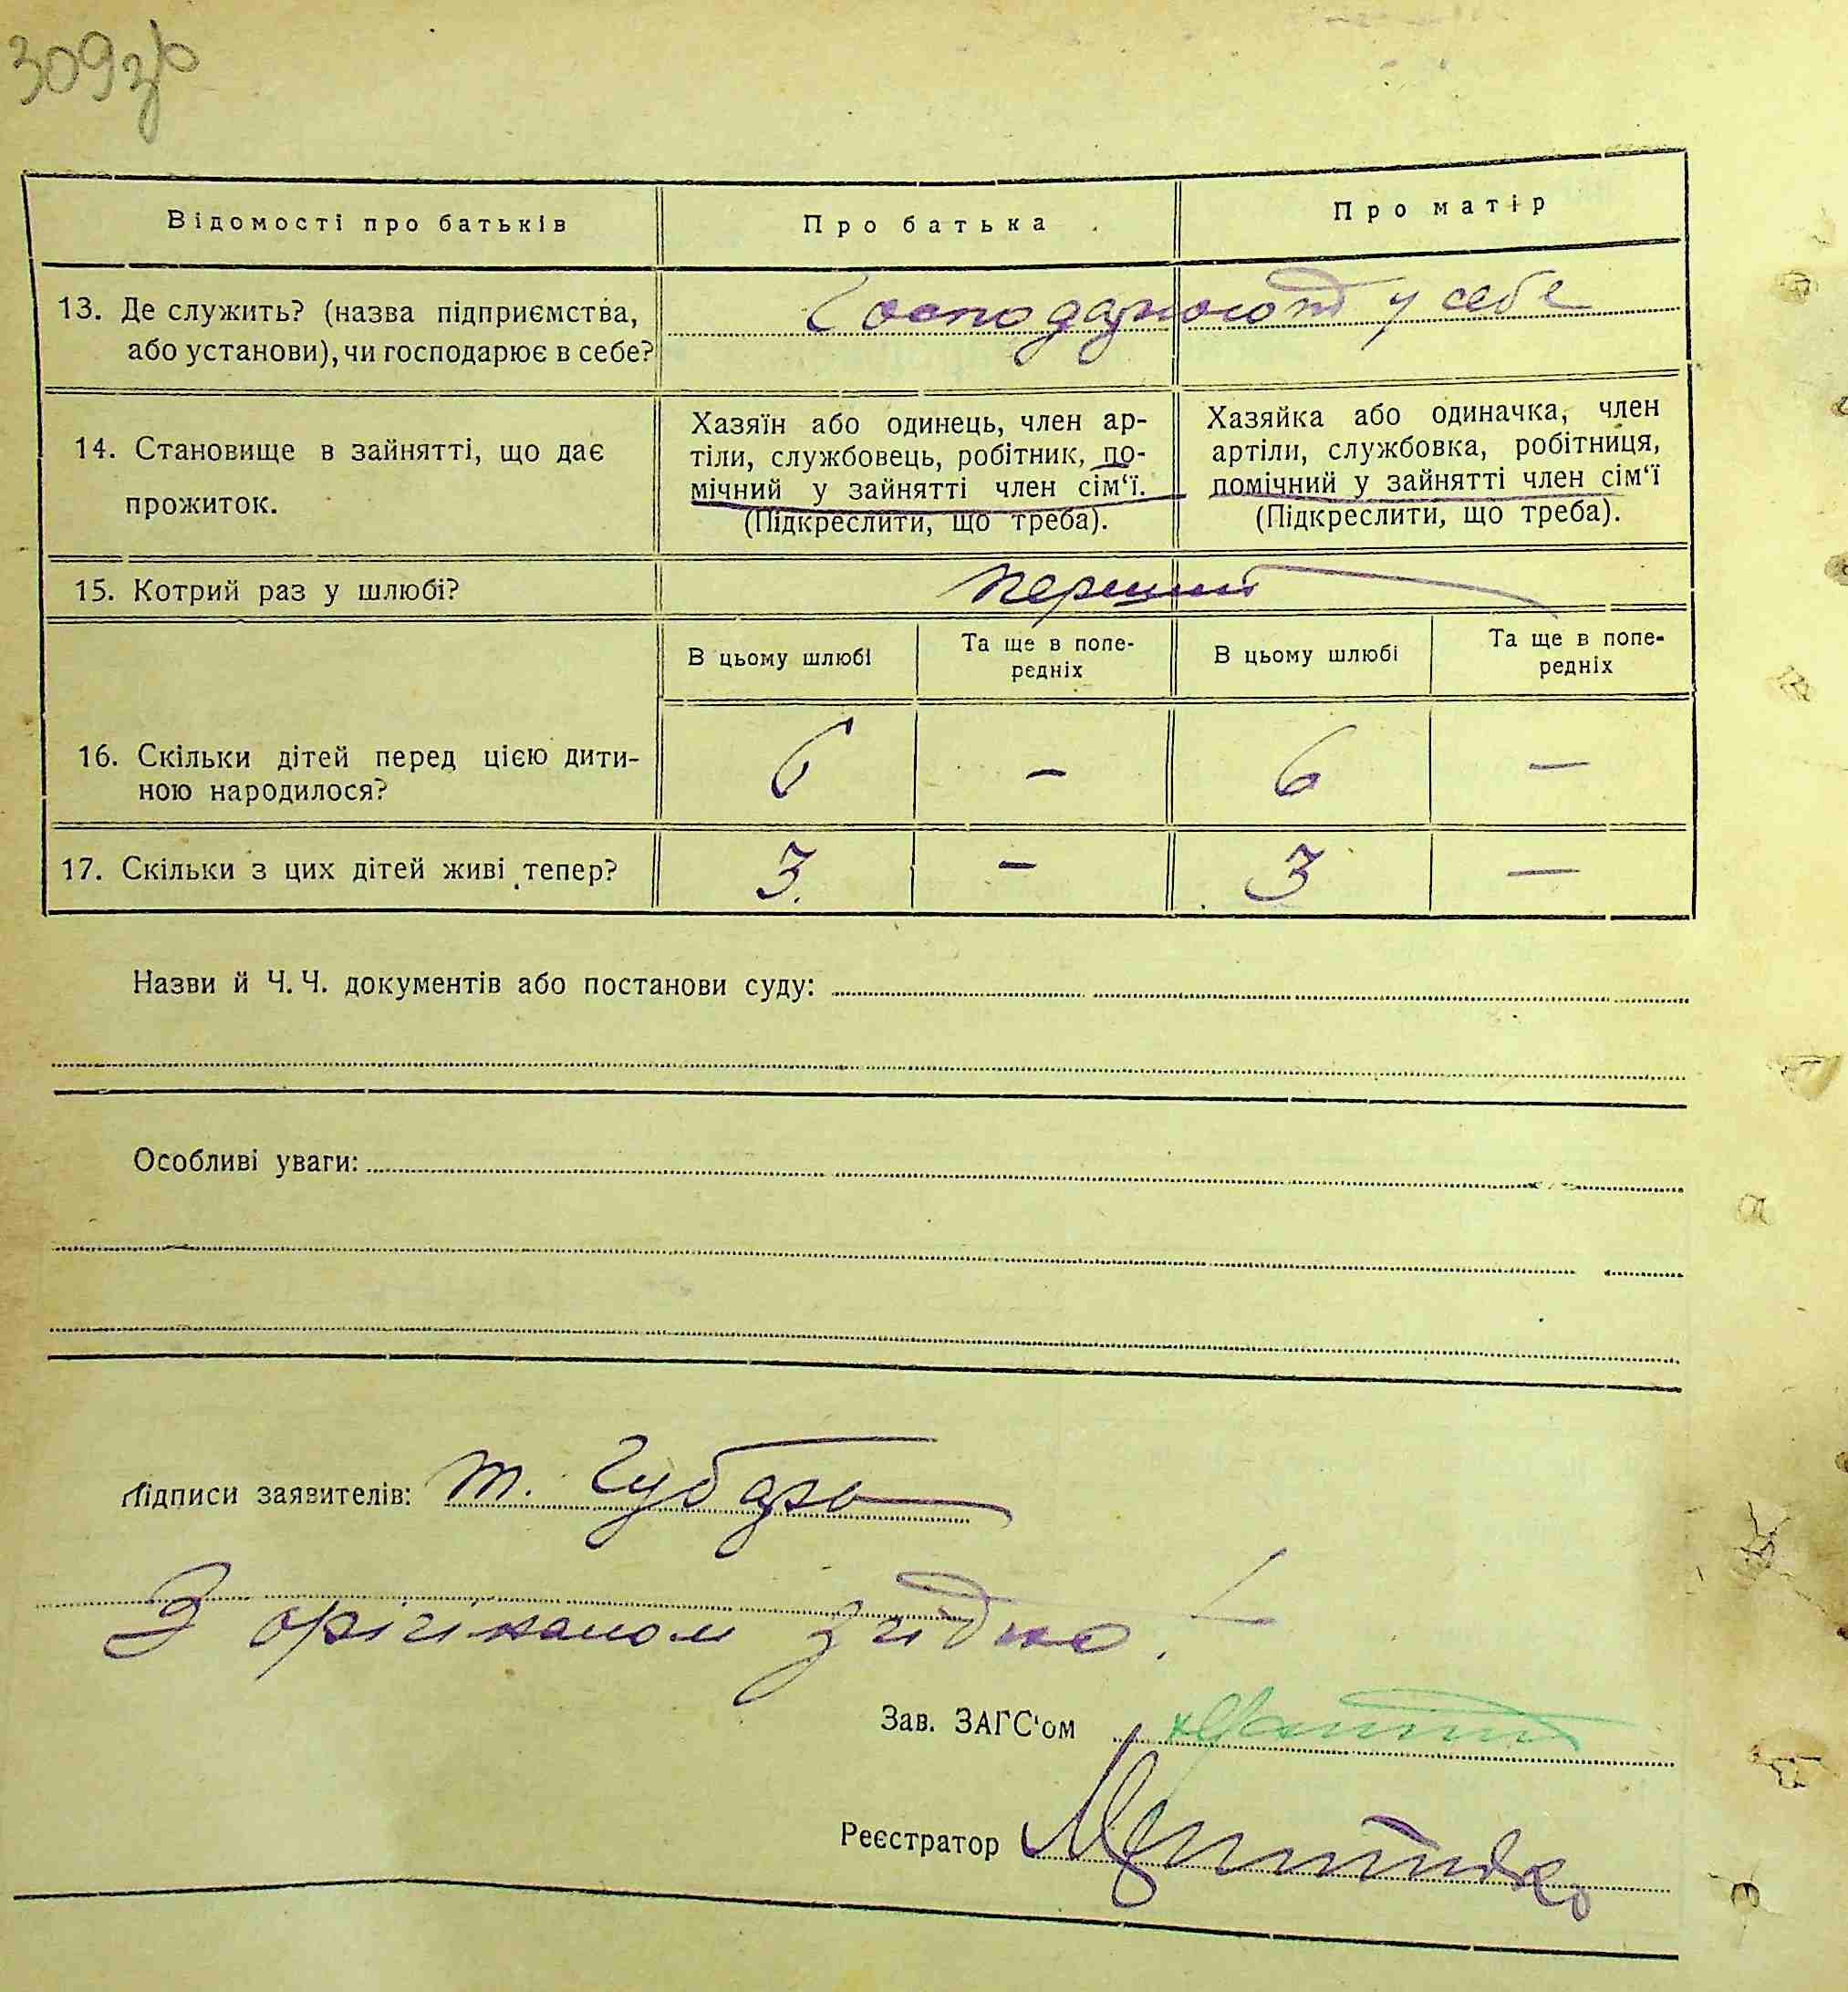 309зв
Відомості про батьків
Про батька
Про матір
13. Де служить? (назва підприємства,
або установи), чи господарює в себе?
Господарюють у себе
14. Становище в зайнятті, що дає
прожиток.
Хазяїн або одинець, член ар-
тіли, службовець, робітник, по-
мічний у зайнятті член сім‘ї.
(Підкреслити, що треба).
Хазяйка або одиначка, член
артіли, службовка, робітниця,
помічний у зайнятті член сім‘ї
(Підкреслити, що треба).
15. Котрий раз у шлюбі?
перший
В цьому шлюбі
Та ще в попе-
редніх
В цьому шлюбі
Та ще в попе-
редніх
16. Скільки дітей перед цією дити-
ною народилося?
6
—
6
—
17. Скільки з цих дітей живі тепер?
3
—
3
—
Назви й Ч. Ч. документів або постанови суду:
Особливі уваги:
Підписи заявителів: Т. Губарь
З орігіналом згідно!
Зав. ЗАГС‘ом
Реєстратор